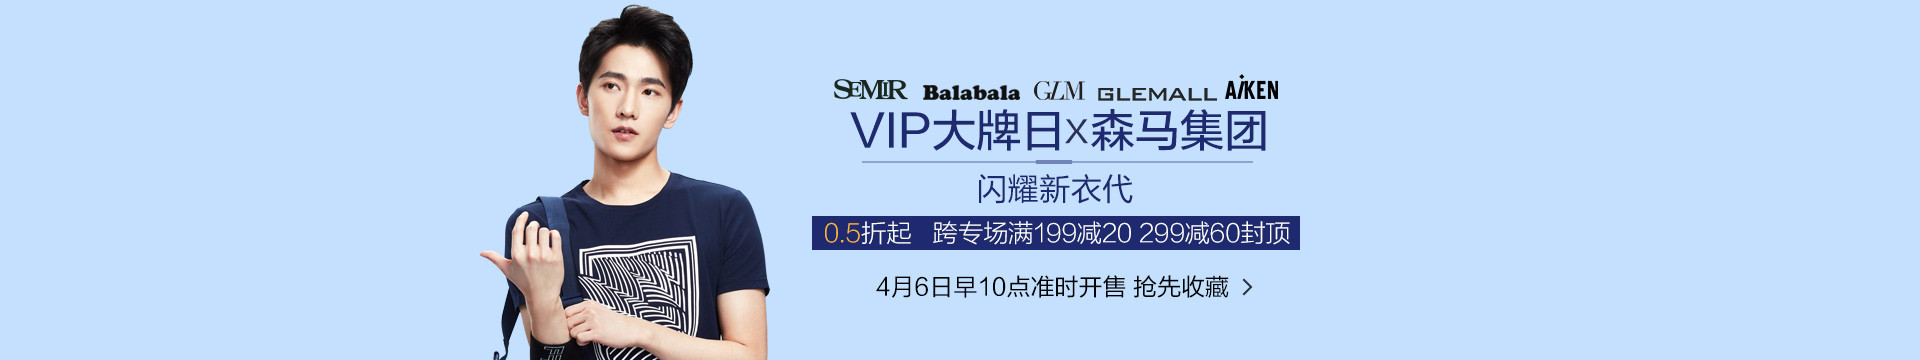 SEMIR Balabala GLM GLEMALL AiKEN
VIP大牌日x森马集团
闪耀新衣代
0.5折起 跨专场满199减20 299减60封顶
4月6日早10点准时开售 抢先收藏 >